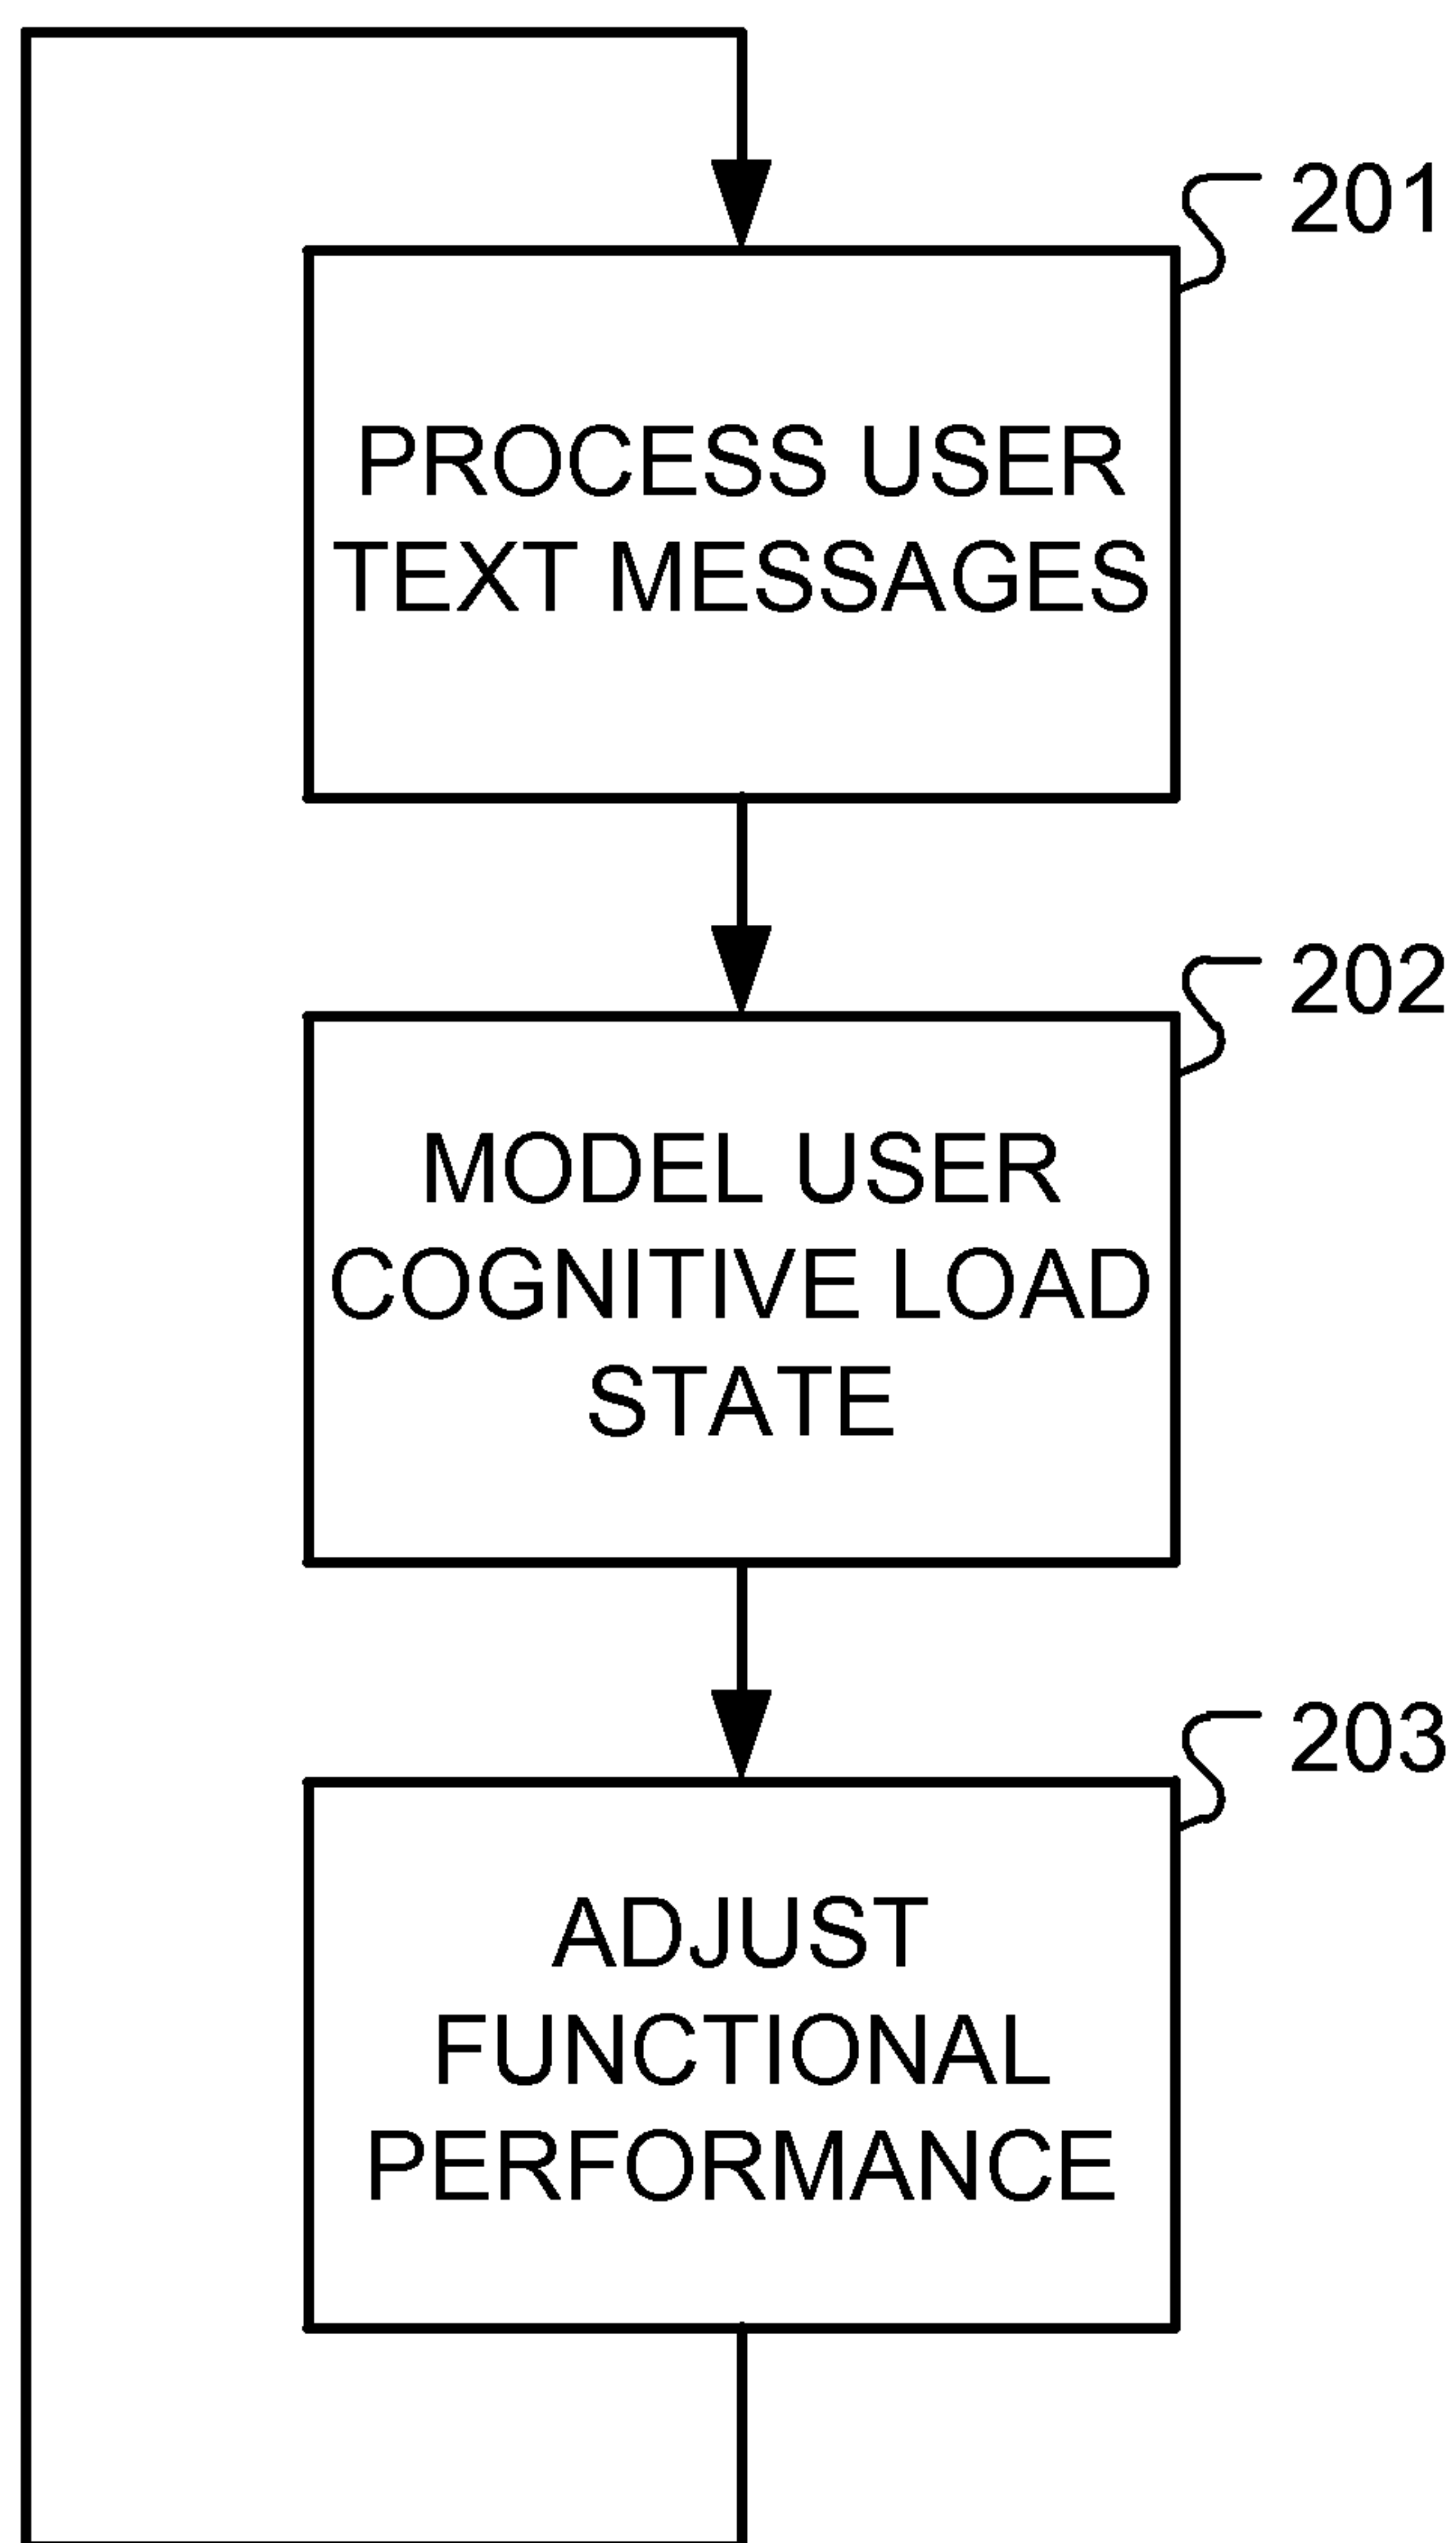 201
PROCESS USER
TEXT MESSAGES
202
MODEL USER
COGNITIVE LOAD
STATE
203
ADJUST
FUNCTIONAL
PERFORMANCE